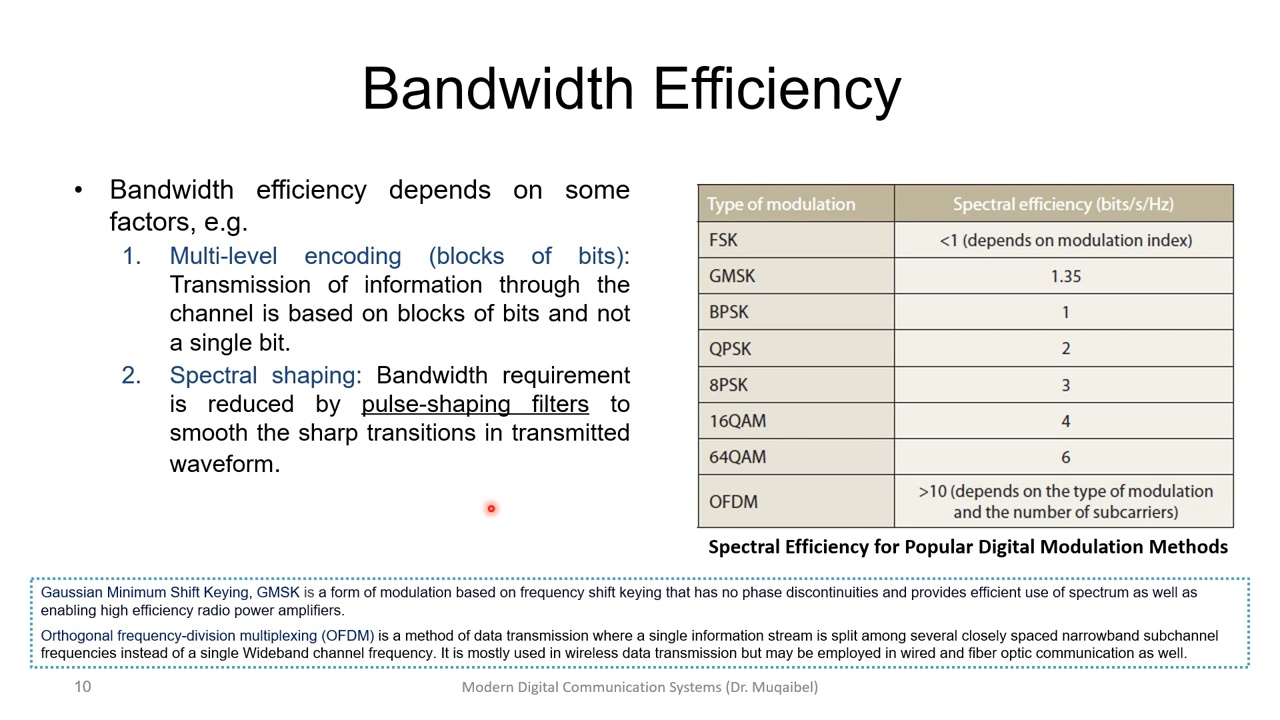 Bandwidth Efficiency
• Bandwidth efficiency depends on some
factors, e.g.
1. Multi-level encoding (blocks of bits):
Transmission of information through the
channel is based on blocks of bits and not
a single bit.
2. Spectral shaping: Bandwidth requirement
is reduced by pulse-shaping filters to
smooth the sharp transitions in transmitted
waveform.
Type of modulation Spectral efficiency (bits/s/Hz)
FSK <1 (depends on modulation index)
GMSK 1.35
BPSK 1
QPSK 2
8PSK 3
16QAM 4
64QAM 6
OFDM >10 (depends on the type of modulation
and the number of subcarriers)
Spectral Efficiency for Popular Digital Modulation Methods
Gaussian Minimum Shift Keying, GMSK is a form of modulation based on frequency shift keying that has no phase discontinuities and provides efficient use of spectrum as well as
enabling high efficiency radio power amplifiers.
Orthogonal frequency-division multiplexing (OFDM) is a method of data transmission where a single information stream is split among several closely spaced narrowband subchannel
frequencies instead of a single Wideband channel frequency. It is mostly used in wireless data transmission but may be employed in wired and fiber optic communication as well.
10 Modern Digital Communication Systems (Dr. Muqaibel)